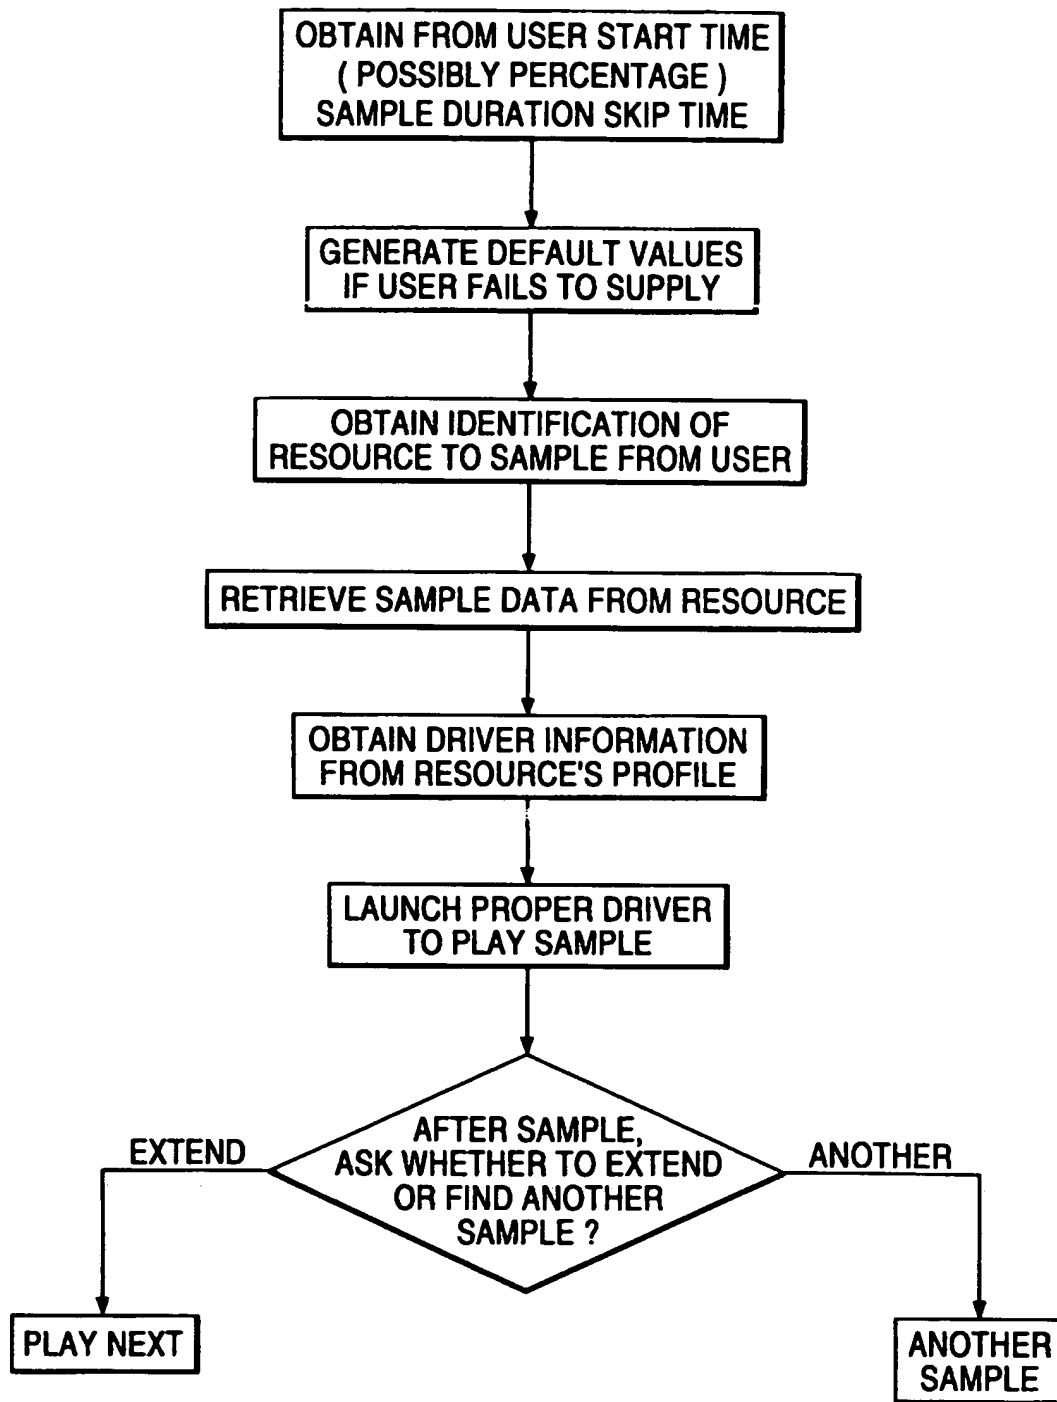 OBTAIN FROM USER START TIME
( POSSIBLY PERCENTAGE )
SAMPLE DURATION SKIP TIME
GENERATE DEFAULT VALUES
IF USER FAILS TO SUPPLY
OBTAIN IDENTIFICATION OF
RESOURCE TO SAMPLE FROM USER
RETRIEVE SAMPLE DATA FROM RESOURCE
OBTAIN DRIVER INFORMATION
FROM RESOURCE'S PROFILE
LAUNCH PROPER DRIVER
TO PLAY SAMPLE
AFTER SAMPLE,
ASK WHETHER TO EXTEND
OR FIND ANOTHER
SAMPLE ?
EXTEND
ANOTHER
PLAY NEXT
ANOTHER
SAMPLE